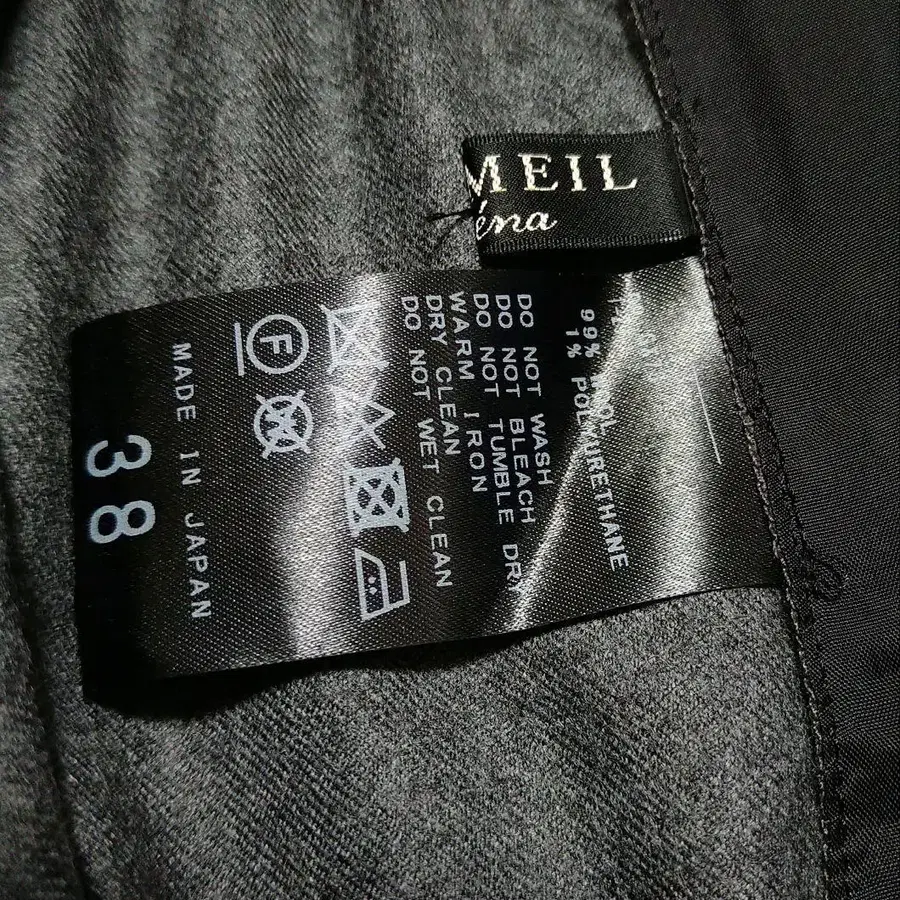 MEIL
éna
99% WOOL
1% POLYURETHANE
DO NOT WASH
DO NOT BLEACH
DO NOT TUMBLE DRY
WARM IRON
DRY CLEAN
DO NOT WET CLEAN
F
MADE IN JAPAN
38